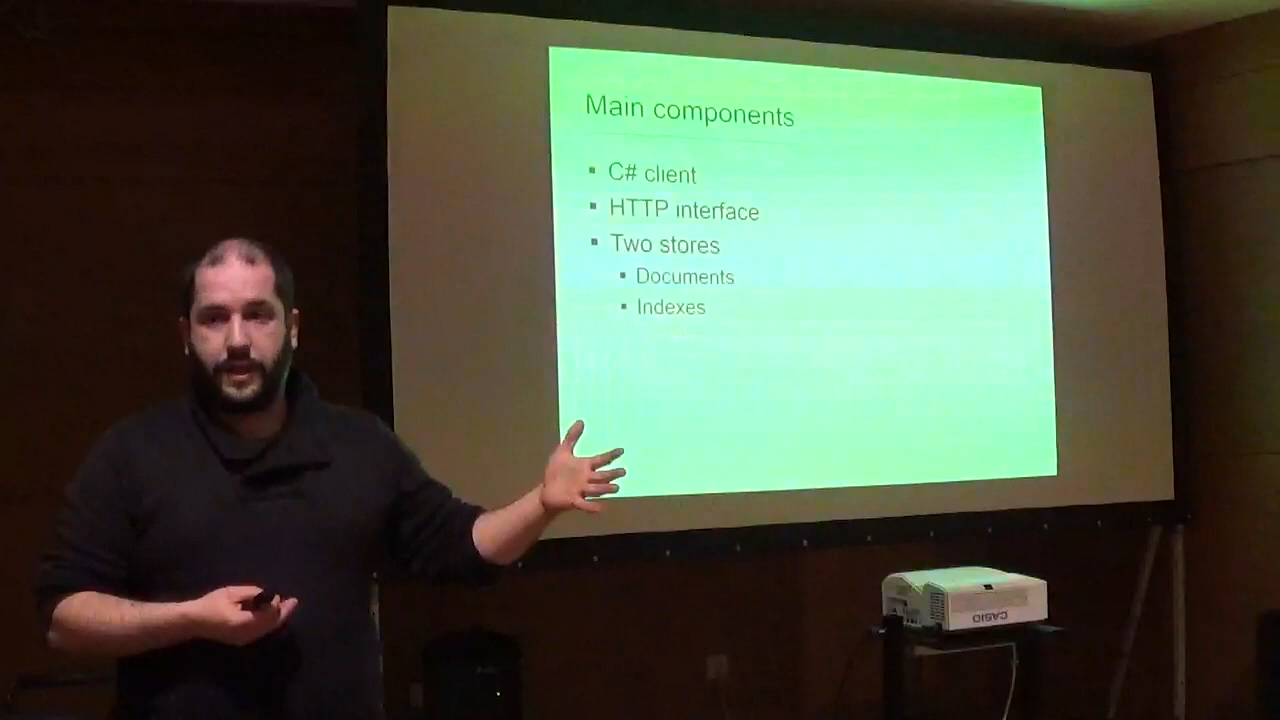 Main components
C# client
HTTP interface
Two stores
Documents
Indexes
CASIO